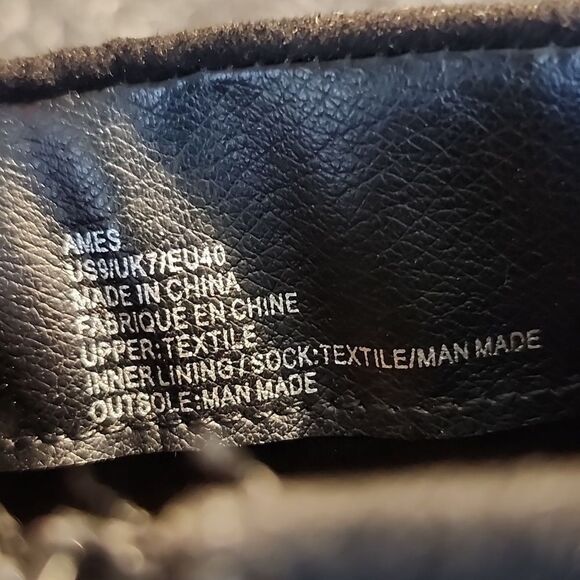 AMES
US9/UK7/EU40
MADE IN CHINA
FABRIQUE EN CHINE
UPPER:TEXTILE
INNER LINING / SOCK:TEXTILE/MAN MADE
OUTSOLE:MAN MADE